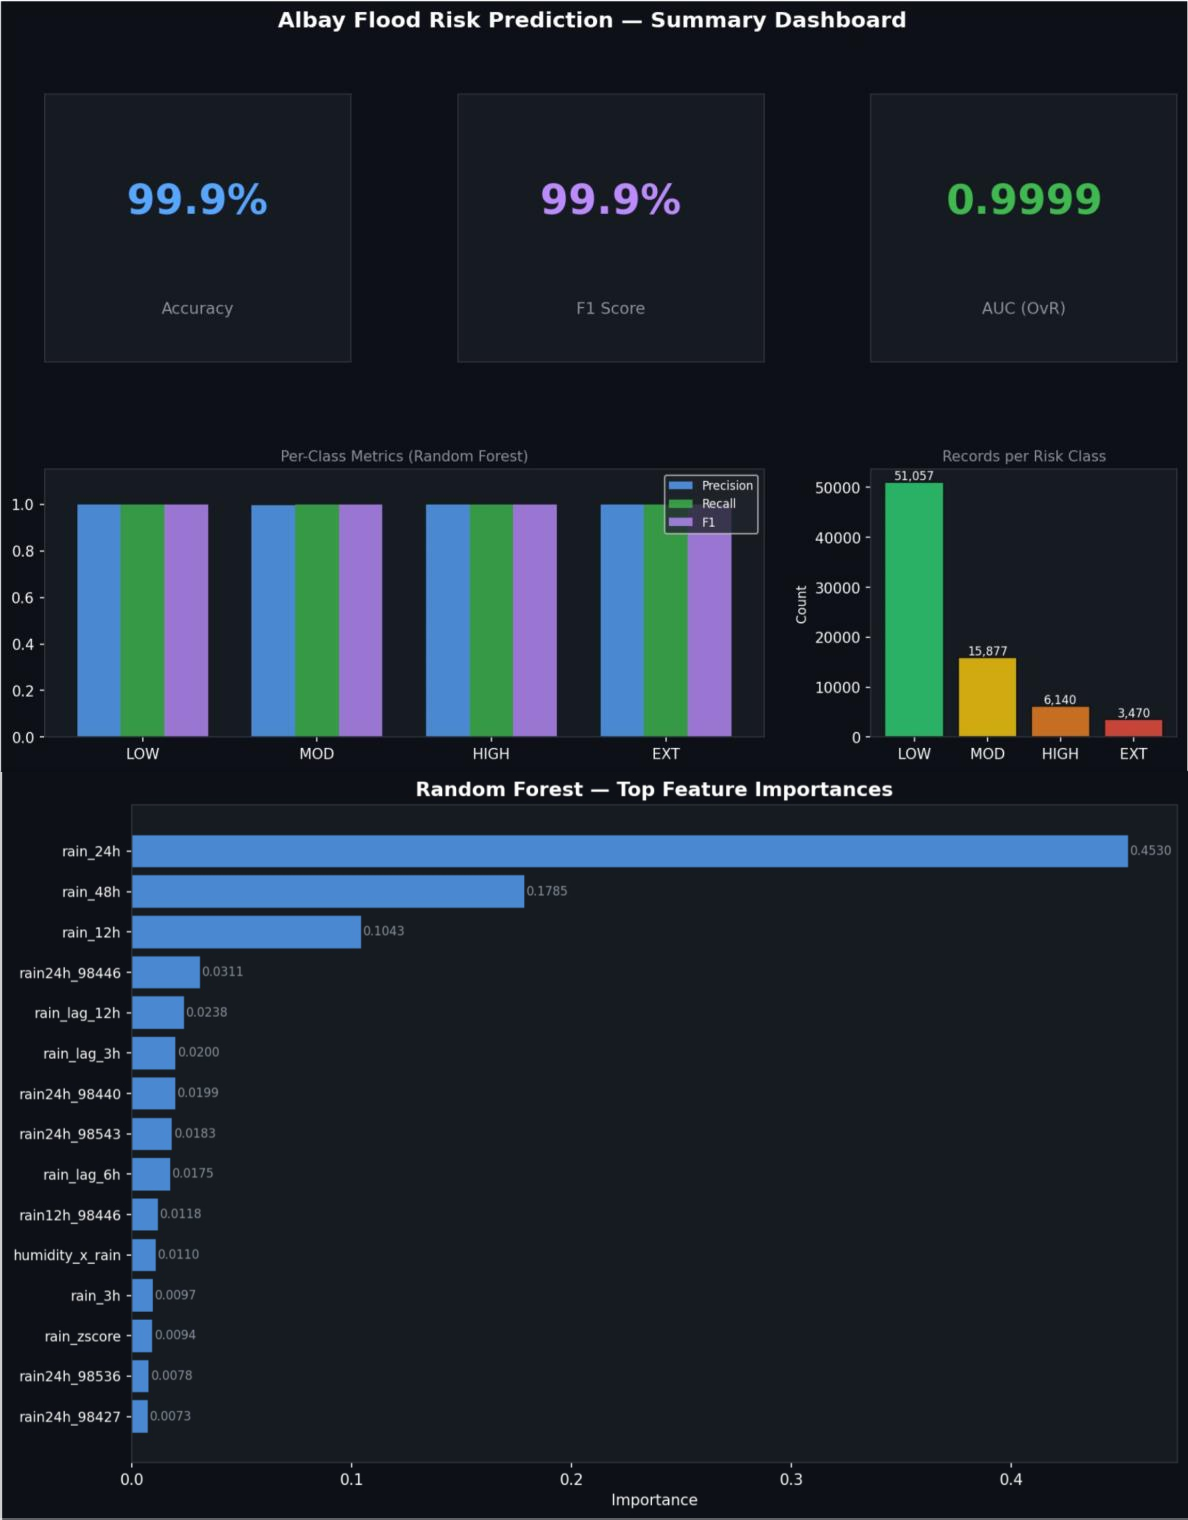 Albay Flood Risk Prediction — Summary Dashboard
99.9%
Accuracy
99.9%
F1 Score
0.9999
AUC (OvR)
Per-Class Metrics (Random Forest)
Precision
Recall
F1
1.0
0.8
0.6
0.4
0.2
0.0
LOW MOD HIGH EXT
Records per Risk Class
Count
50000
40000
30000
20000
10000
0
51,057
15,877
6,140
3,470
LOW MOD HIGH EXT
Random Forest — Top Feature Importances
rain_24h 0.4530
rain_48h 0.1785
rain_12h 0.1043
rain24h_98446 0.0311
rain_lag_12h 0.0238
rain_lag_3h 0.0200
rain24h_98440 0.0199
rain24h_98543 0.0183
rain_lag_6h 0.0175
rain12h_98446 0.0118
humidity_x_rain 0.0110
rain_3h 0.0097
rain_zscore 0.0094
rain24h_98536 0.0078
rain24h_98427 0.0073
0.0 0.1 0.2 0.3 0.4
Importance